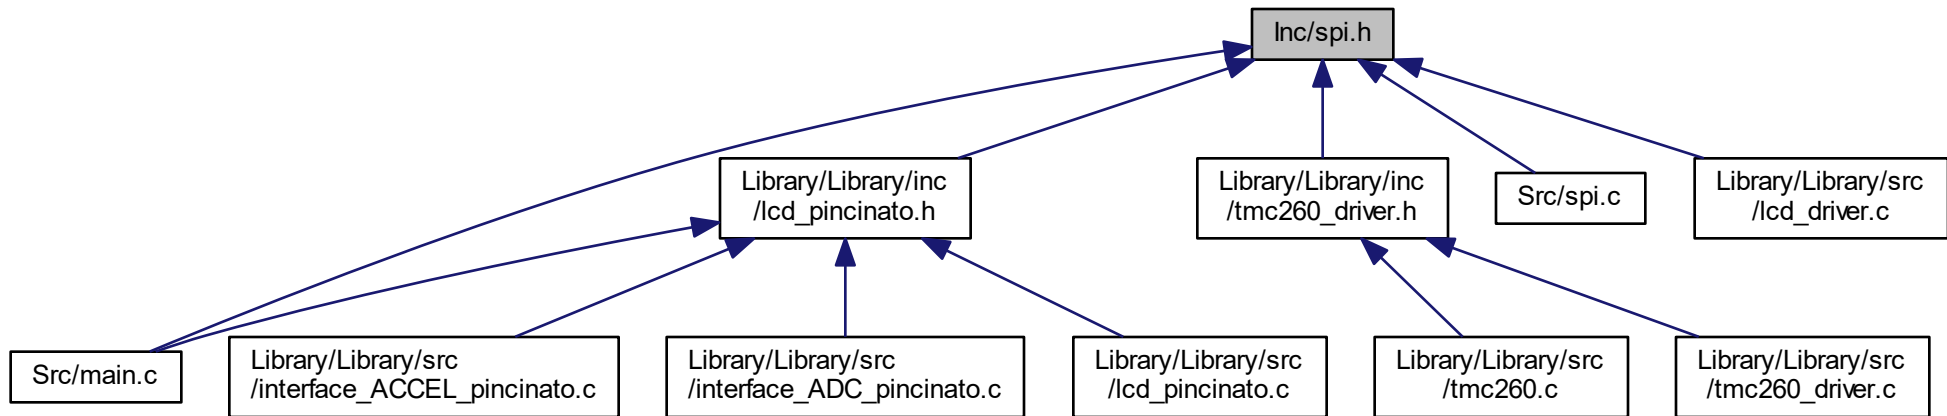 Inc/spi.h
Library/Library/inc
/lcd_pincinato.h
Library/Library/inc
/tmc260_driver.h
Src/spi.c
Library/Library/src
/lcd_driver.c
Src/main.c
Library/Library/src
/interface_ACCEL_pincinato.c
Library/Library/src
/interface_ADC_pincinato.c
Library/Library/src
/lcd_pincinato.c
Library/Library/src
/tmc260.c
Library/Library/src
/tmc260_driver.c